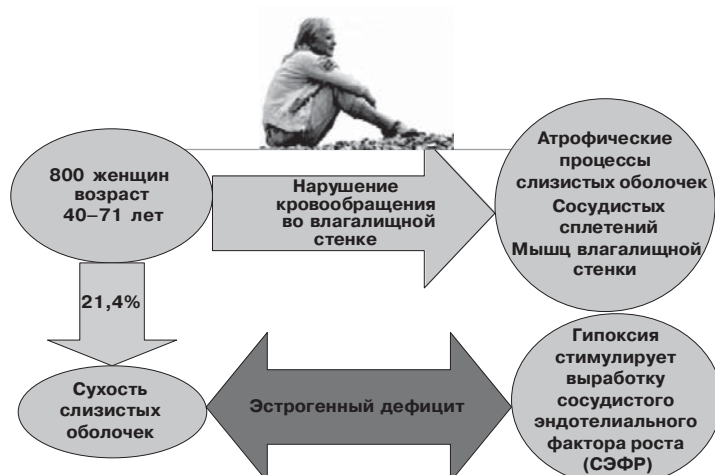 800 женщин
возраст
40–71 лет
Нарушение
кровообращения
во влагалищной
стенке
Атрофические
процессы
слизистых оболочек
Сосудистых
сплетений
Мышц влагалищной
стенки
21,4%
Сухость
слизистых
оболочек
Эстрогенный дефицит
Гипоксия
стимулирует
выработку
сосудистого
эндотелиального
фактора роста
(СЭФР)